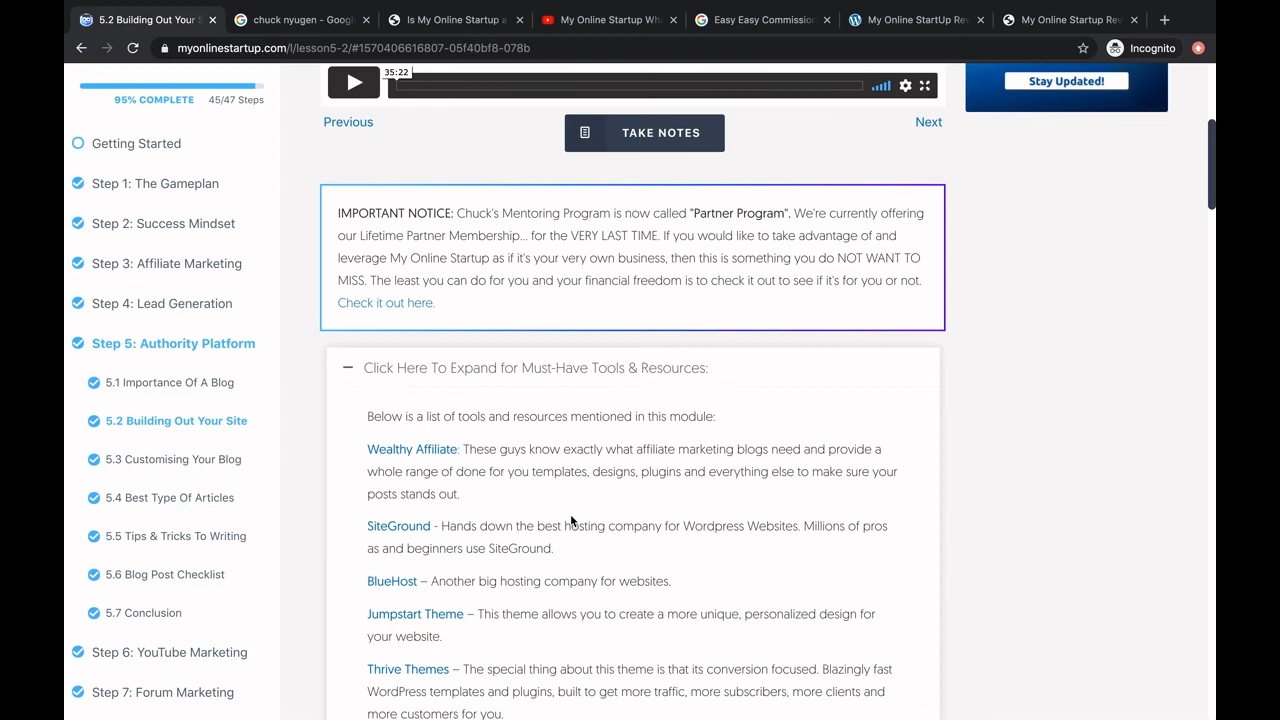 5.2 Building Out Your S
chuck nyugen - Googl
Is My Online Startup a
My Online Startup Wh
Easy Easy Commissio
My Online StartUp Re
My Online Startup Re
myonlinestartup.com/l/lesson5-2/#1570406616807-05f40bf8-078b
Incognito
95% COMPLETE 45/47 Steps
Getting Started
Step 1: The Gameplan
Step 2: Success Mindset
Step 3: Affiliate Marketing
Step 4: Lead Generation
Step 5: Authority Platform
5.1 Importance Of A Blog
5.2 Building Out Your Site
5.3 Customising Your Blog
5.4 Best Type Of Articles
5.5 Tips & Tricks To Writing
5.6 Blog Post Checklist
5.7 Conclusion
Step 6: YouTube Marketing
Step 7: Forum Marketing
35:22
Stay Updated!
Previous
TAKE NOTES
Next
IMPORTANT NOTICE: Chuck's Mentoring Program is now called "Partner Program". We're currently offering
our Lifetime Partner Membership... for the VERY LAST TIME. If you would like to take advantage of and
leverage My Online Startup as if it's your very own business, then this is something you do NOT WANT TO
MISS. The least you can do for you and your financial freedom is to check it out to see if it's for you or not.
Check it out here.
Click Here To Expand for Must-Have Tools & Resources:
Below is a list of tools and resources mentioned in this module:
Wealthy Affiliate: These guys know exactly what affiliate marketing blogs need and provide a
whole range of done for you templates, designs, plugins and everything else to make sure your
posts stands out.
SiteGround - Hands down the best hosting company for Wordpress Websites. Millions of pros
as and beginners use SiteGround.
BlueHost – Another big hosting company for websites.
Jumpstart Theme – This theme allows you to create a more unique, personalized design for
your website.
Thrive Themes – The special thing about this theme is that its conversion focused. Blazingly fast
WordPress templates and plugins, built to get more traffic, more subscribers, more clients and
more customers for you.